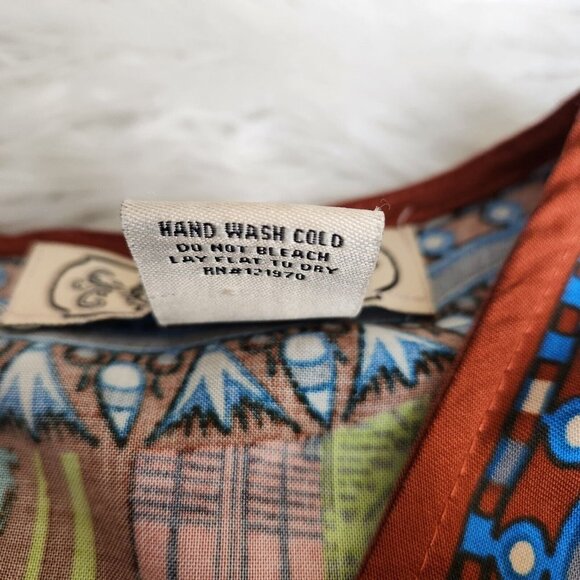 HAND WASH COLD
DO NOT BLEACH
LAY FLAT TO DRY
RN#121970